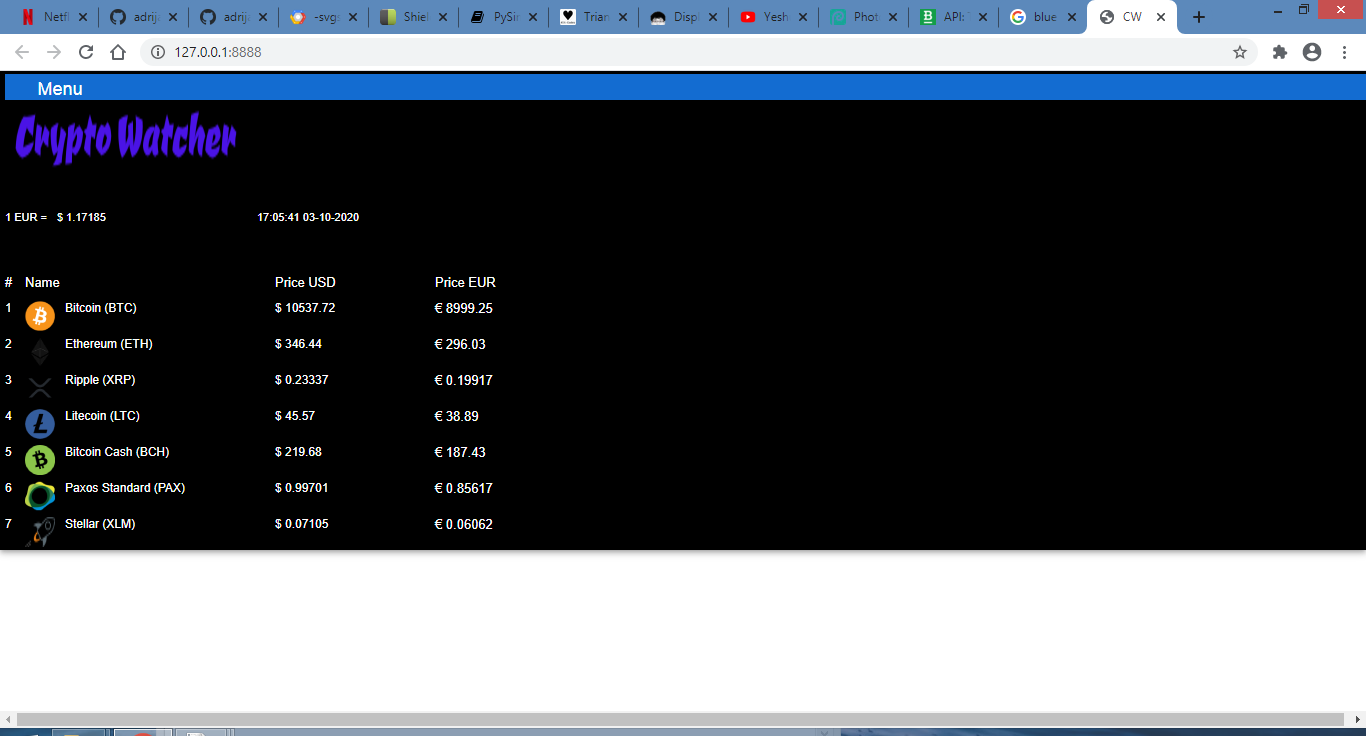 Netfl
adrij
adrij
-svg
Shiel
PySi
Trian
Disp
Yesh
Phot
API:
blue
CW
127.0.0.1:8888
Menu
Crypto Watcher
1 EUR = $ 1.17185 17:05:41 03-10-2020
# Name Price USD Price EUR
1 Bitcoin (BTC) $ 10537.72 € 8999.25
2 Ethereum (ETH) $ 346.44 € 296.03
3 Ripple (XRP) $ 0.23337 € 0.19917
4 Litecoin (LTC) $ 45.57 € 38.89
5 Bitcoin Cash (BCH) $ 219.68 € 187.43
6 Paxos Standard (PAX) $ 0.99701 € 0.85617
7 Stellar (XLM) $ 0.07105 € 0.06062